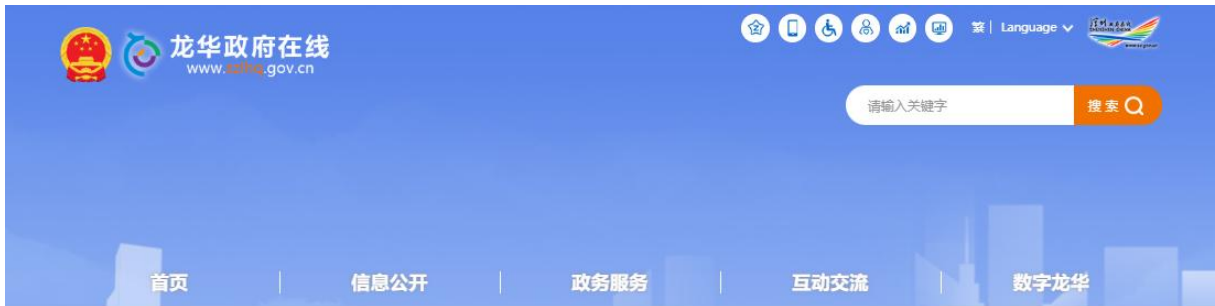 龙华政府在线
www.szlhq.gov.cn
繁 | Language
请输入关键字
搜索
首页
信息公开
政务服务
互动交流
数字龙华